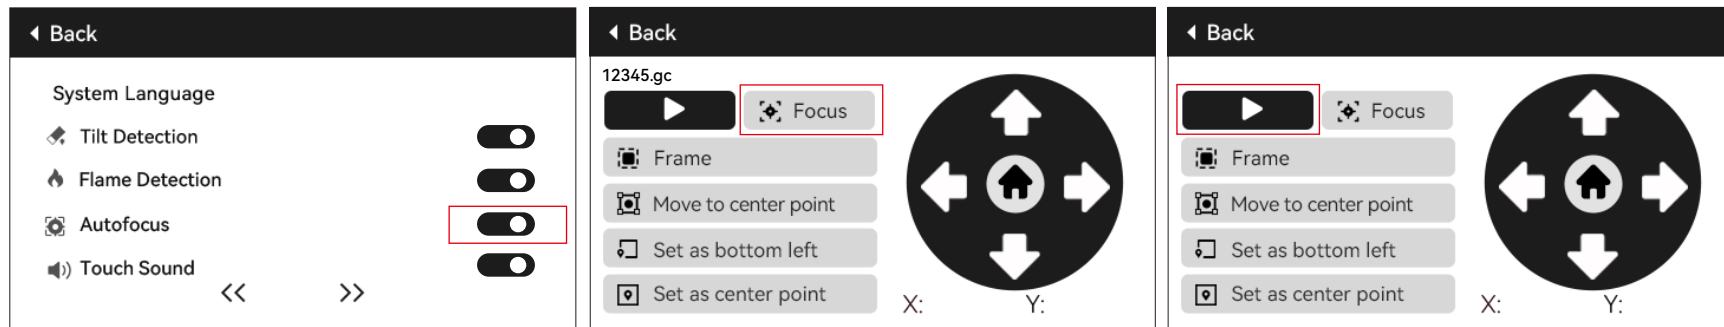 Back
System Language
Tilt Detection
Flame Detection
Autofocus
Touch Sound
<< >>
Back
12345.gc
Focus
Frame
Move to center point
Set as bottom left
Set as center point
X: Y:
Back
Focus
Frame
Move to center point
Set as bottom left
Set as center point
X: Y: